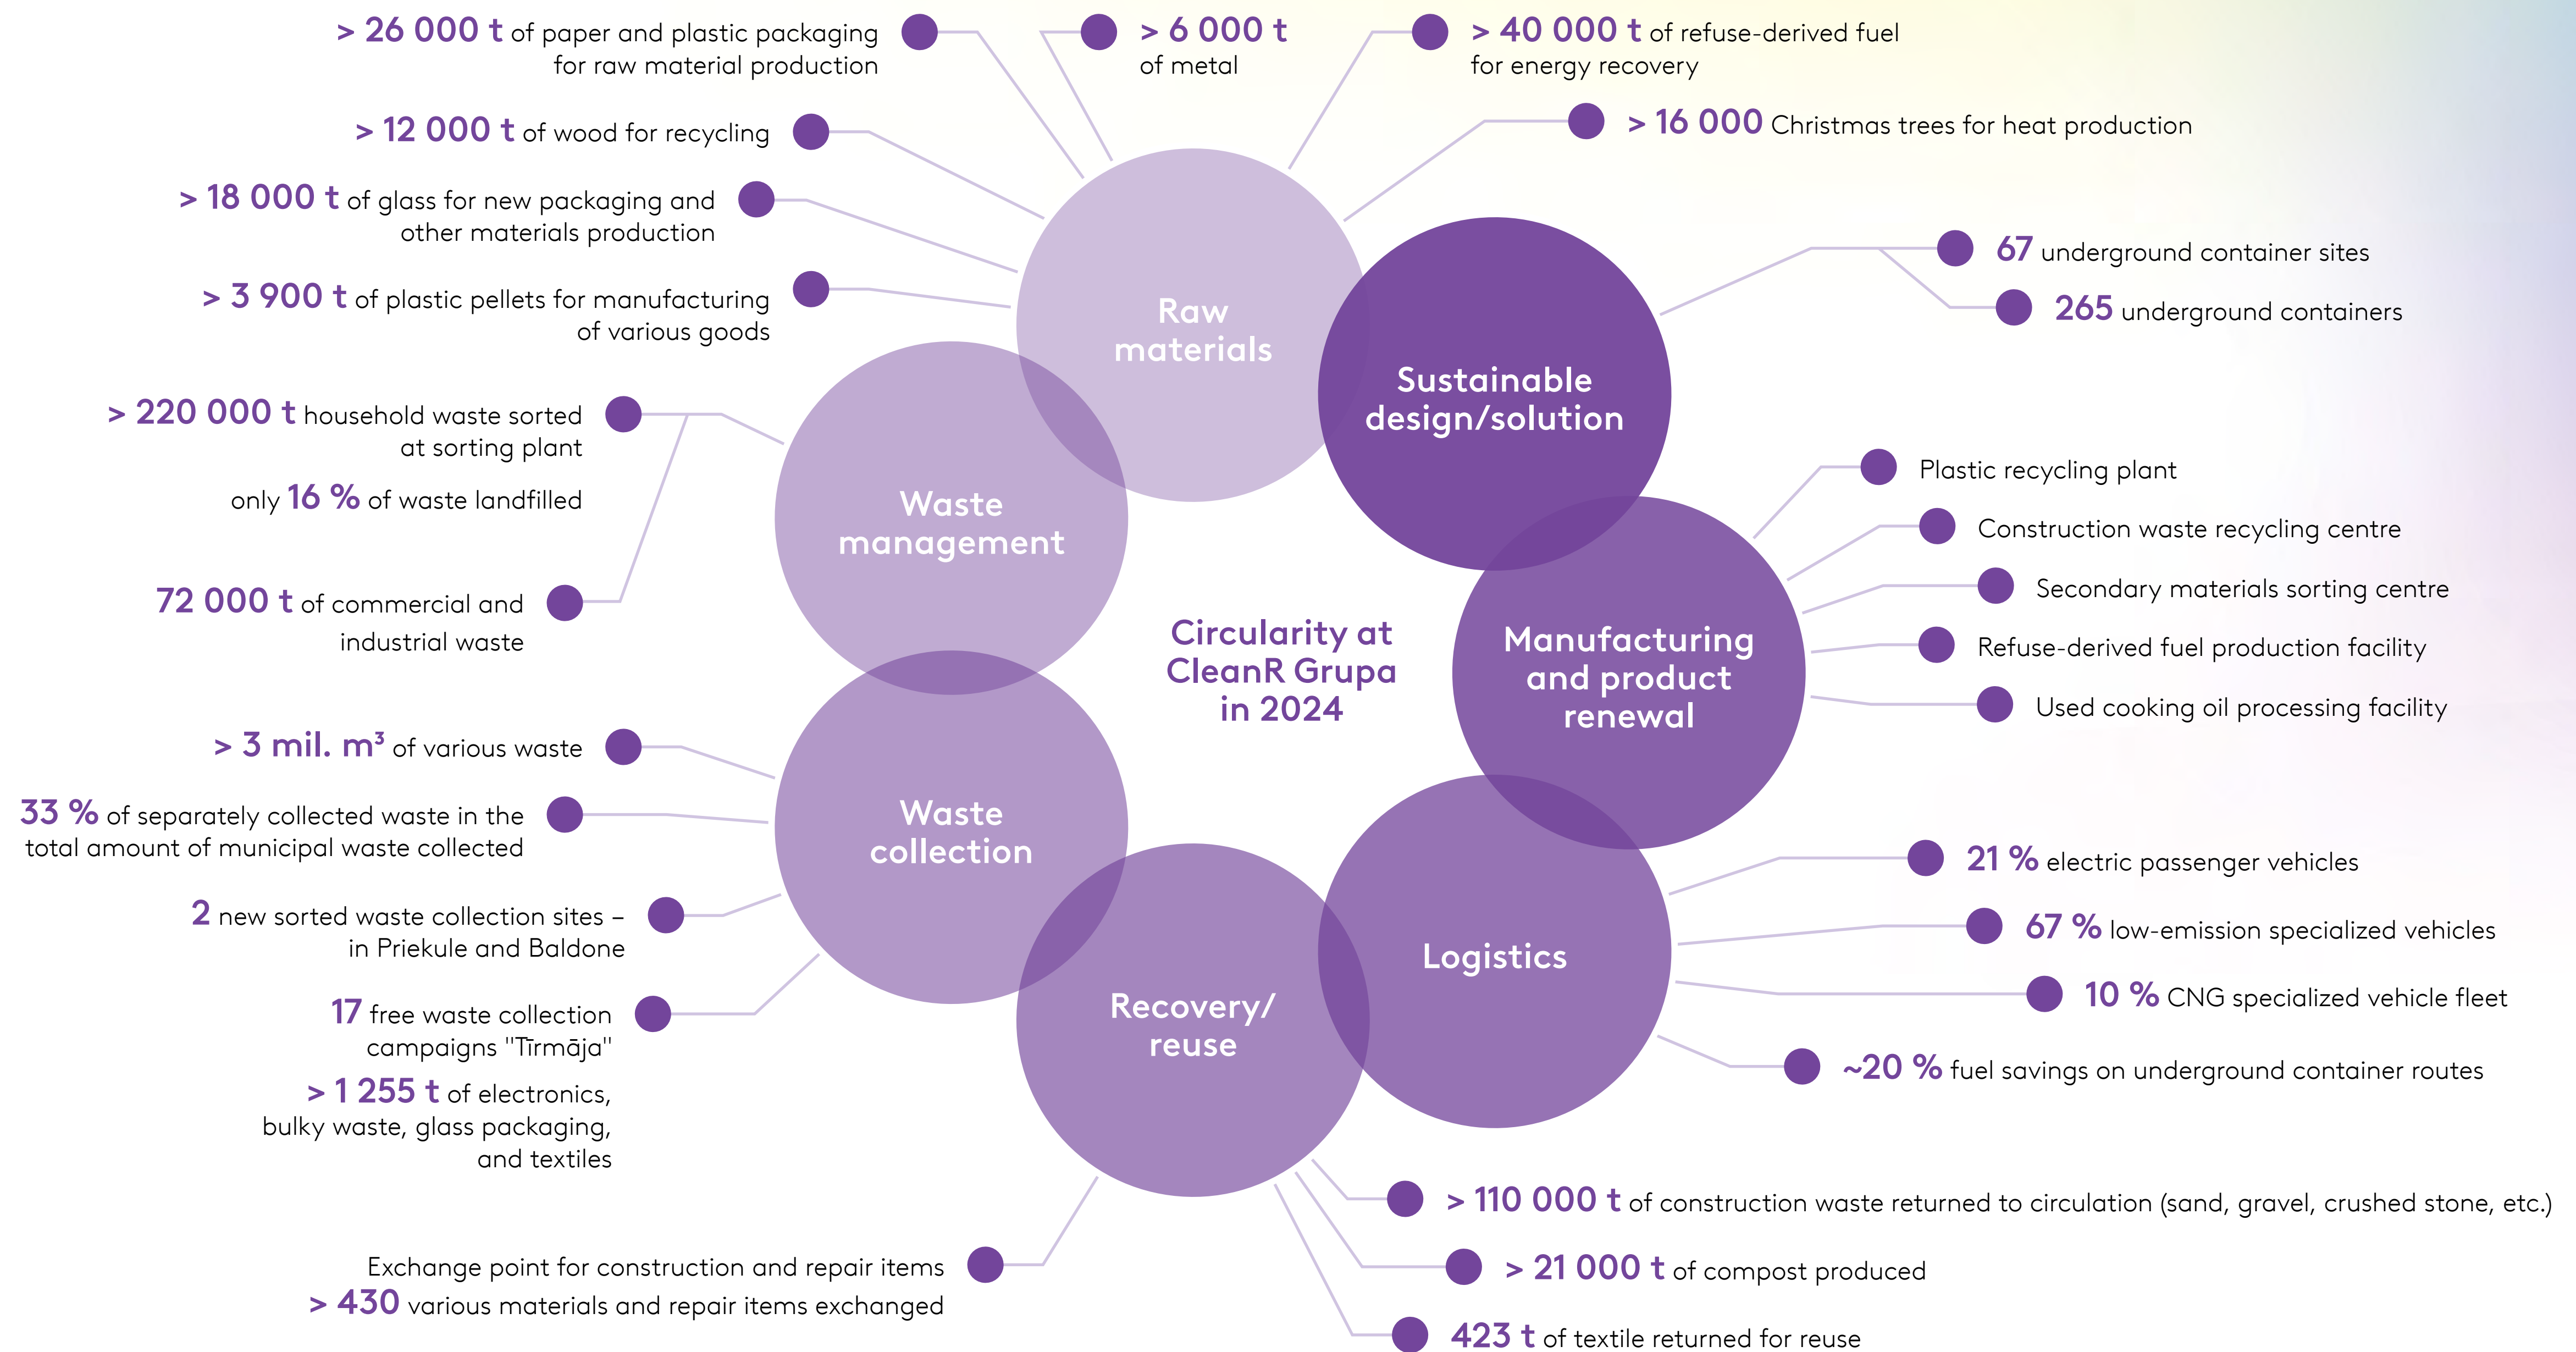 > 26 000 t of paper and plastic packaging
for raw material production
> 6 000 t
of metal
> 40 000 t of refuse-derived fuel
for energy recovery
> 16 000 Christmas trees for heat production
> 12 000 t of wood for recycling
> 18 000 t of glass for new packaging and
other materials production
> 3 900 t of plastic pellets for manufacturing
of various goods
Raw
materials
Sustainable
design/solution
67 underground container sites
265 underground containers
> 220 000 t household waste sorted
at sorting plant
only 16 % of waste landfilled
72 000 t of commercial and
industrial waste
Waste
management
Circularity at
CleanR Grupa
in 2024
Manufacturing
and product
renewal
Plastic recycling plant
Construction waste recycling centre
Secondary materials sorting centre
Refuse-derived fuel production facility
Used cooking oil processing facility
> 3 mil. m³ of various waste
33 % of separately collected waste in the
total amount of municipal waste collected
2 new sorted waste collection sites –
in Priekule and Baldone
17 free waste collection
campaigns "Tīrmāja"
> 1 255 t of electronics,
bulky waste, glass packaging,
and textiles
Waste
collection
Logistics
21 % electric passenger vehicles
67 % low-emission specialized vehicles
10 % CNG specialized vehicle fleet
~20 % fuel savings on underground container routes
Recovery/
reuse
Exchange point for construction and repair items
> 430 various materials and repair items exchanged
> 110 000 t of construction waste returned to circulation (sand, gravel, crushed stone, etc.)
> 21 000 t of compost produced
423 t of textile returned for reuse